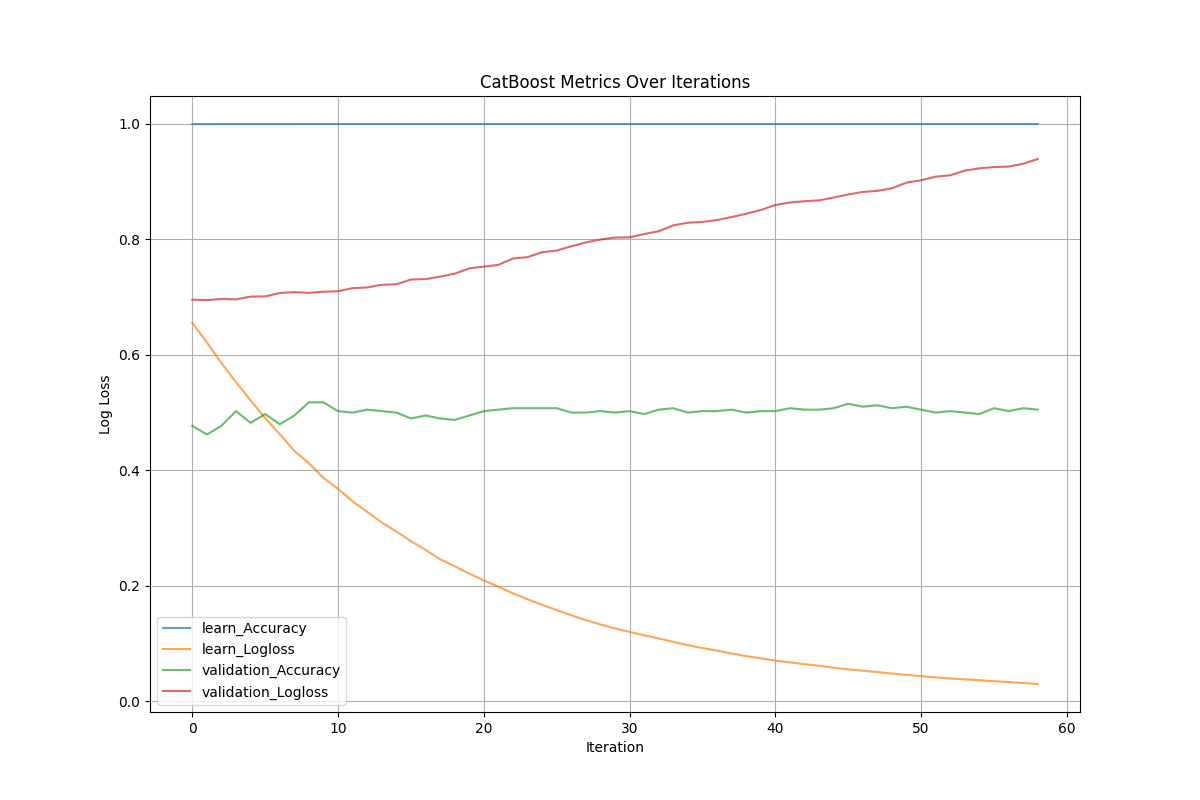 CatBoost Metrics Over Iterations
1.0
0.8
0.6
0.4
0.2
0.0
Log Loss
learn_Accuracy
learn_Logloss
validation_Accuracy
validation_Logloss
0 10 20 30 40 50 60
Iteration